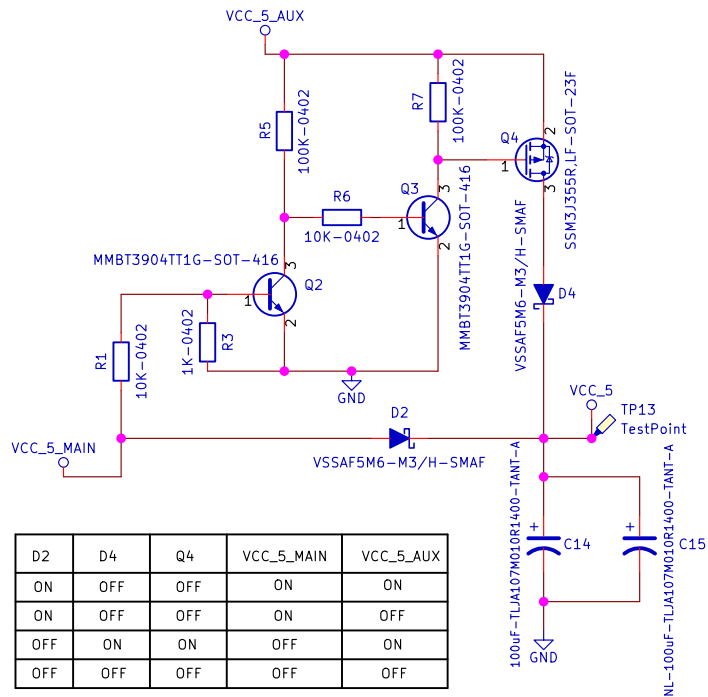 VCC_5_AUX
R5
100K-0402
R7
100K-0402
Q4
1
2
3
SSM3J355R,LF-SOT-23F
R6
10K-0402
Q3
1
3
2
MMBT3904TT1G-SOT-416
MMBT3904TT1G-SOT-416
Q2
1
3
2
VSSAF5M6-M3/H-SMAF
D4
R1
10K-0402
1K-0402
R3
GND
VCC_5_MAIN
D2
VSSAF5M6-M3/H-SMAF
VCC_5
TP13
TestPoint
100uF-TLJA107M010R1400-TANT-A
+
C14
+
C15
NL-100uF-TLJA107M010R1400-TANT-A
GND
D2 D4 Q4 VCC_5_MAIN VCC_5_AUX
ON OFF OFF ON ON
ON OFF OFF ON OFF
OFF ON ON OFF ON
OFF OFF OFF OFF OFF